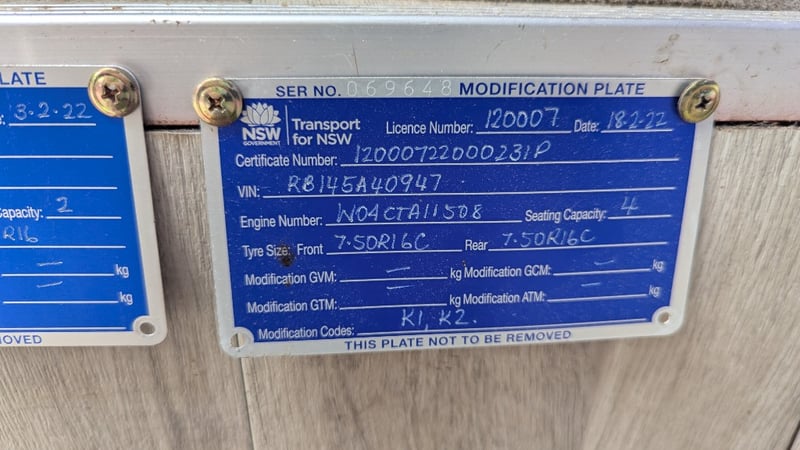 LATE
13.2.22
Capacity: 2
R16
— kg
— kg
MOVED
SER NO. 069648 MODIFICATION PLATE
NSW GOVERNMENT Transport for NSW Licence Number: 120007 Date: 18.2.22
Certificate Number: 12000722000231P
VIN: RB145A40947
Engine Number: W04CTA11508 Seating Capacity: 4
Tyre Size: Front 7.50R16C Rear 7.50R16C
Modification GVM: — kg Modification GCM: — kg
Modification GTM: — kg Modification ATM: — kg
Modification Codes: K1, K2.
THIS PLATE NOT TO BE REMOVED